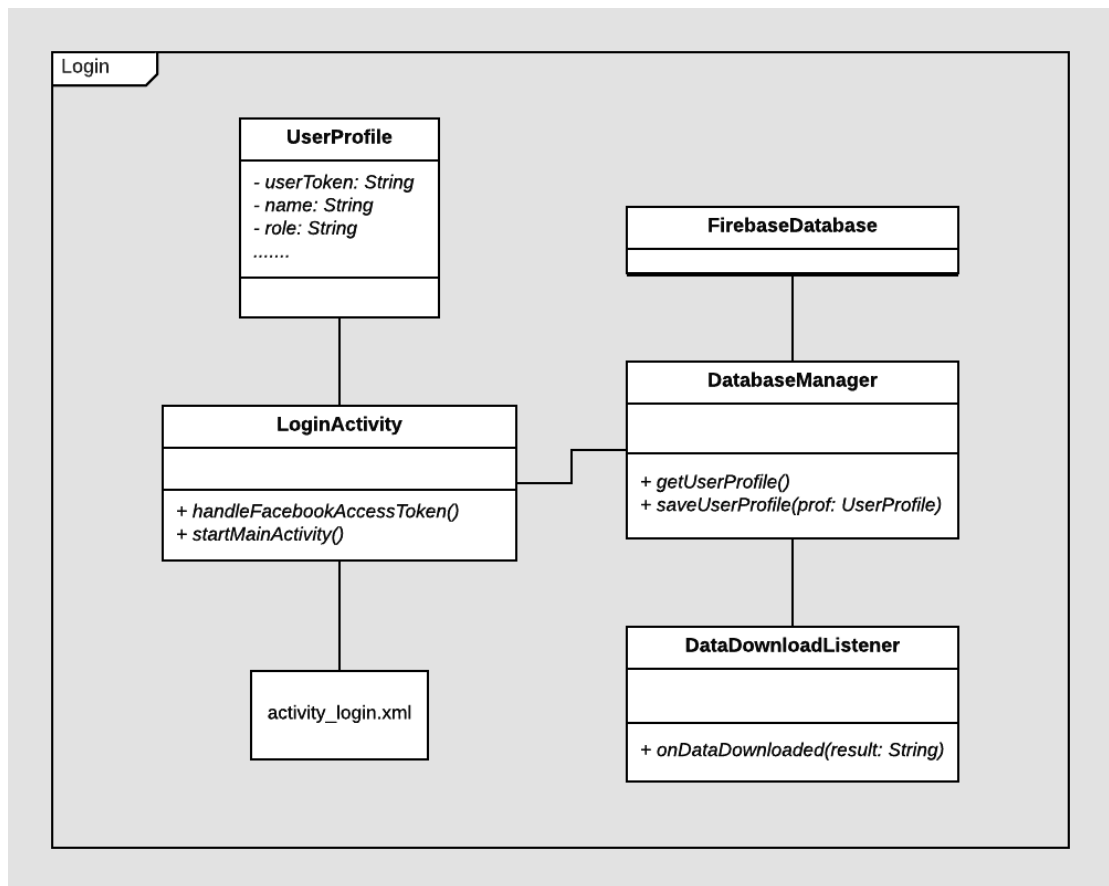 Login
UserProfile
- userToken: String
- name: String
- role: String
.......
FirebaseDatabase
DatabaseManager
+ getUserProfile()
+ saveUserProfile(prof: UserProfile)
LoginActivity
+ handleFacebookAccessToken()
+ startMainActivity()
DataDownloadListener
+ onDataDownloaded(result: String)
activity_login.xml